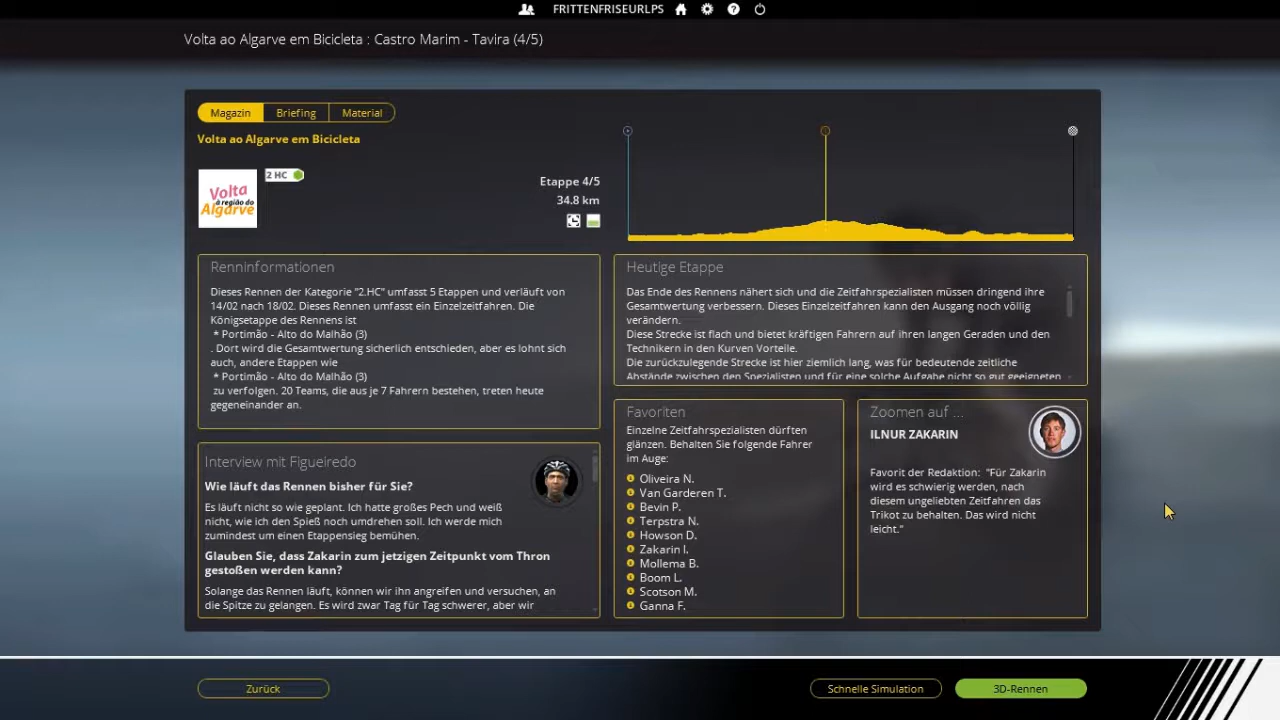 FRITTENFRISEURLPS
Volta ao Algarve em Bicicleta : Castro Marim - Tavira (4/5)
Magazin
Briefing
Material
Volta ao Algarve em Bicicleta
Volta
à região do
Algarve
2 HC
Etappe 4/5
34.8 km
Renninformationen
Dieses Rennen der Kategorie "2.HC" umfasst 5 Etappen und verläuft von
14/02 nach 18/02. Dieses Rennen umfasst ein Einzelzeitfahren. Die
Königsetappe des Rennens ist
* Portimão - Alto do Malhão (3)
. Dort wird die Gesamtwertung sicherlich entschieden, aber es lohnt sich
auch, andere Etappen wie
* Portimão - Alto do Malhão (3)
zu verfolgen. 20 Teams, die aus je 7 Fahrern bestehen, treten heute
gegeneinander an.
Heutige Etappe
Das Ende des Rennens nähert sich und die Zeitfahrspezialisten müssen dringend ihre
Gesamtwertung verbessern. Dieses Einzelzeitfahren kann den Ausgang noch völlig
verändern.
Diese Strecke ist flach und bietet kräftigen Fahrern auf ihren langen Geraden und den
Technikern in den Kurven Vorteile.
Die zurückzulegende Strecke ist hier ziemlich lang, was für bedeutende zeitliche
Abstände zwischen den Spezialisten und für eine solche Aufgabe nicht so gut geeigneten
Interview mit Figueiredo
Wie läuft das Rennen bisher für Sie?
Es läuft nicht so wie geplant. Ich hatte großes Pech und weiß
nicht, wie ich den Spieß noch umdrehen soll. Ich werde mich
zumindest um einen Etappensieg bemühen.
Glauben Sie, dass Zakarin zum jetzigen Zeitpunkt vom Thron
gestoßen werden kann?
Solange das Rennen läuft, können wir ihn angreifen und versuchen, an
die Spitze zu gelangen. Es wird zwar Tag für Tag schwerer, aber wir
Favoriten
Einzelne Zeitfahrspezialisten dürften
glänzen. Behalten Sie folgende Fahrer
im Auge:
Oliveira N.
Van Garderen T.
Bevin P.
Terpstra N.
Howson D.
Zakarin I.
Mollema B.
Boom L.
Scotson M.
Ganna F.
Zoomen auf ...
ILNUR ZAKARIN
Favorit der Redaktion: "Für Zakarin
wird es schwierig werden, nach
diesem ungeliebten Zeitfahren das
Trikot zu behalten. Das wird nicht
leicht."
Zurück
Schnelle Simulation
3D-Rennen